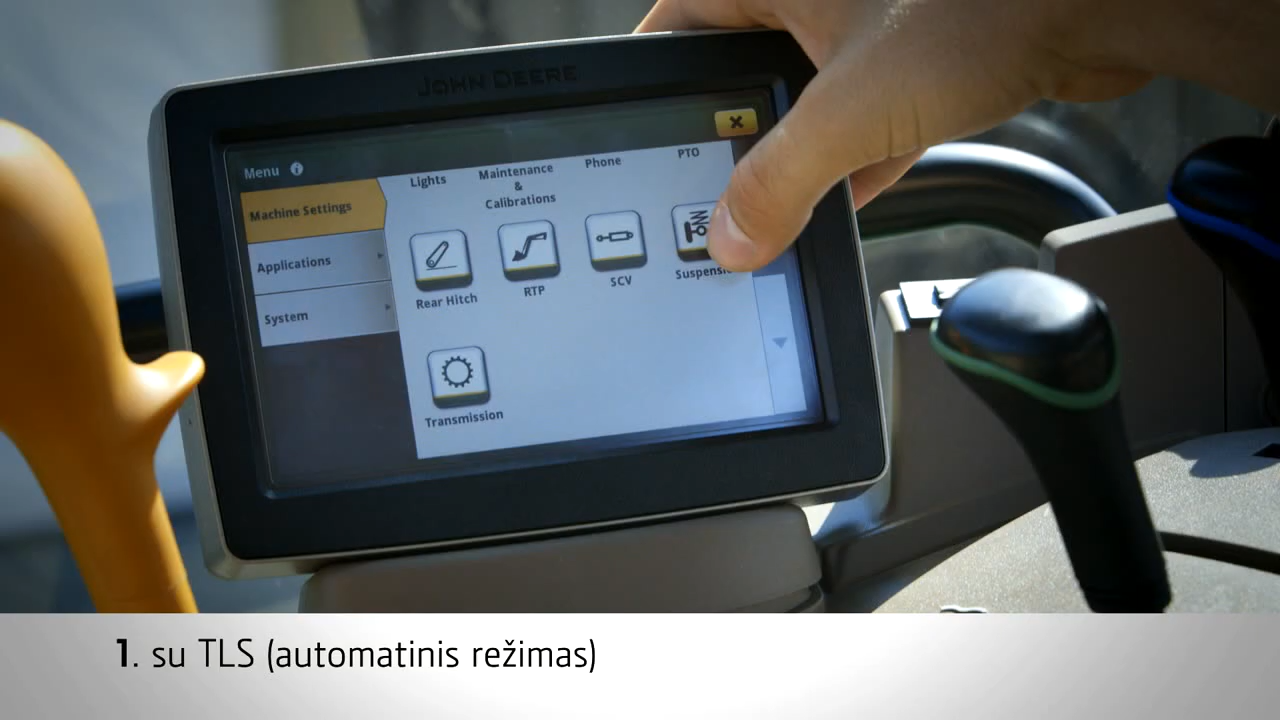 JOHN DEERE
Menu
Machine Settings
Applications
System
Lights
Maintenance
&
Calibrations
Phone
PTO
Rear Hitch
RTP
SCV
Transmission
1. su TLS (automatinis režimas)